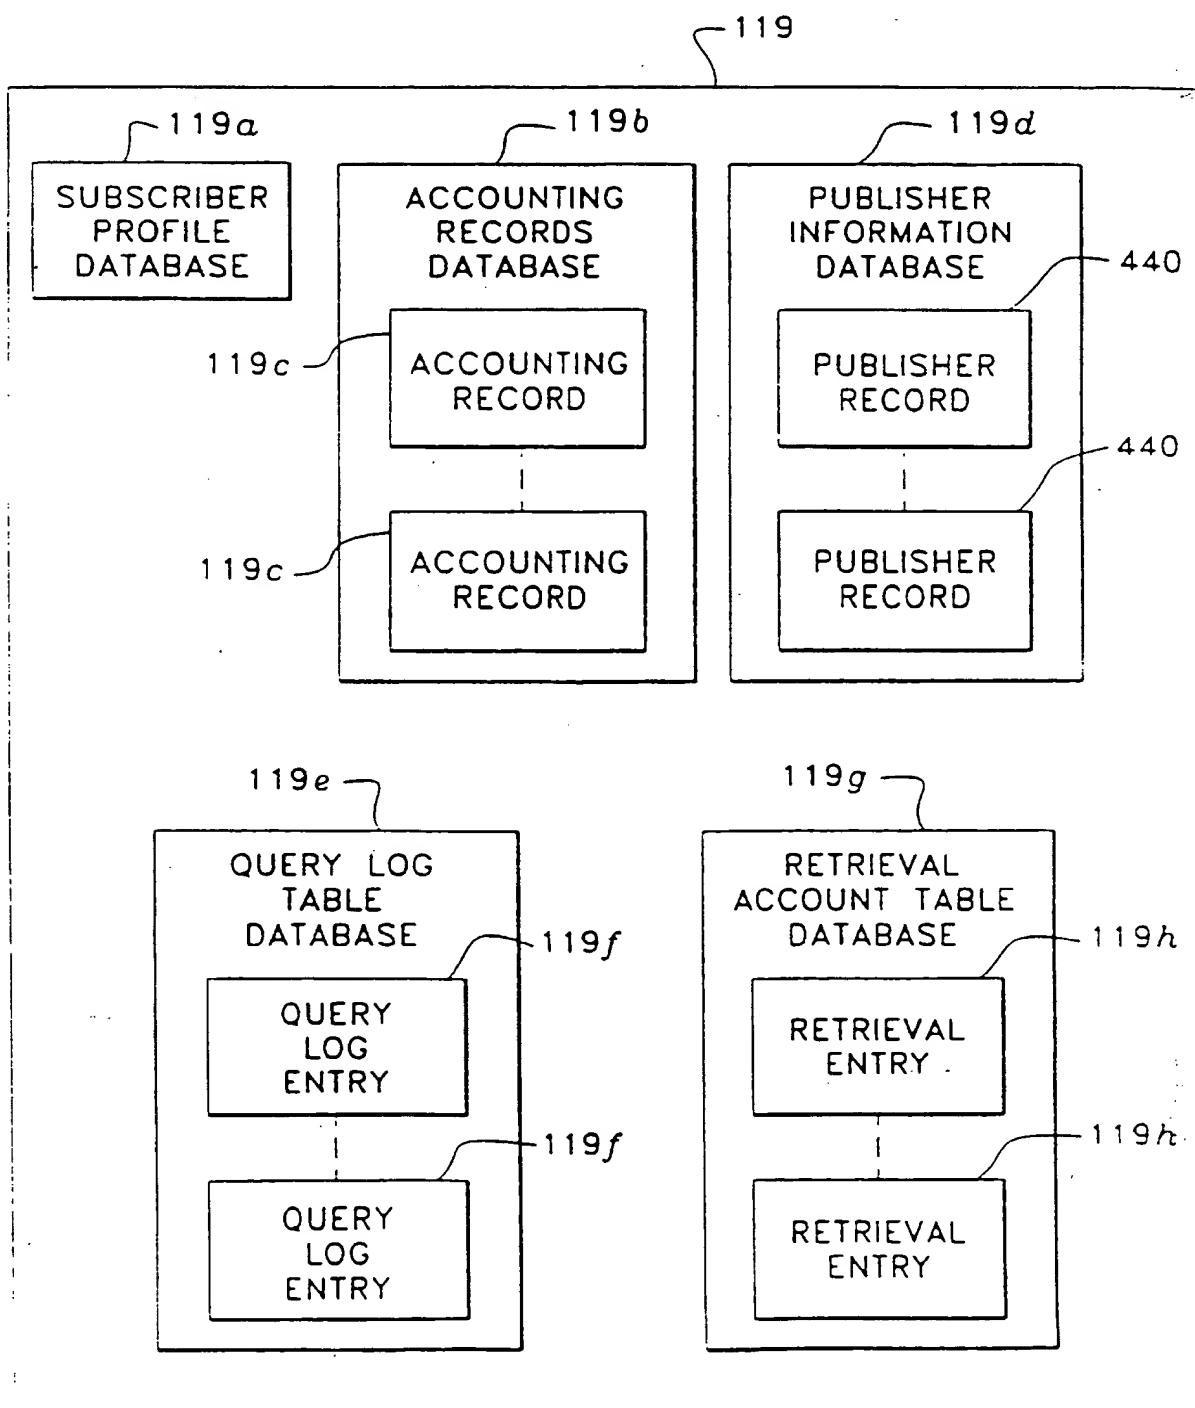 119
119a
119b
119d
SUBSCRIBER
PROFILE
DATABASE
ACCOUNTING
RECORDS
DATABASE
PUBLISHER
INFORMATION
DATABASE
440
119c
ACCOUNTING
RECORD
PUBLISHER
RECORD
440
119c
ACCOUNTING
RECORD
PUBLISHER
RECORD
119e
119g
QUERY LOG
TABLE
DATABASE
RETRIEVAL
ACCOUNT TABLE
DATABASE
119f
119h
QUERY
LOG
ENTRY
RETRIEVAL
ENTRY
119f
119h
QUERY
LOG
ENTRY
RETRIEVAL
ENTRY